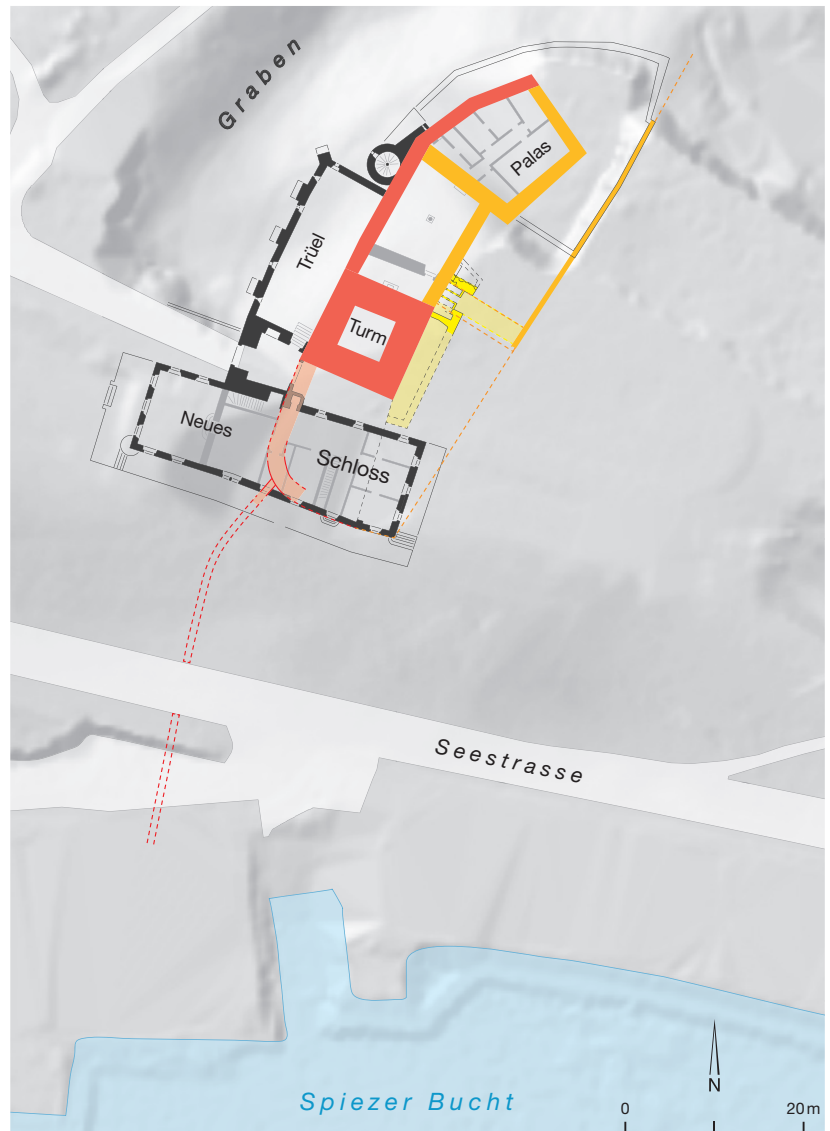 Graben
Palas
Trüel
Turm
Neues
Schloss
Seestrasse
Spiezer Bucht
N
0
20 m